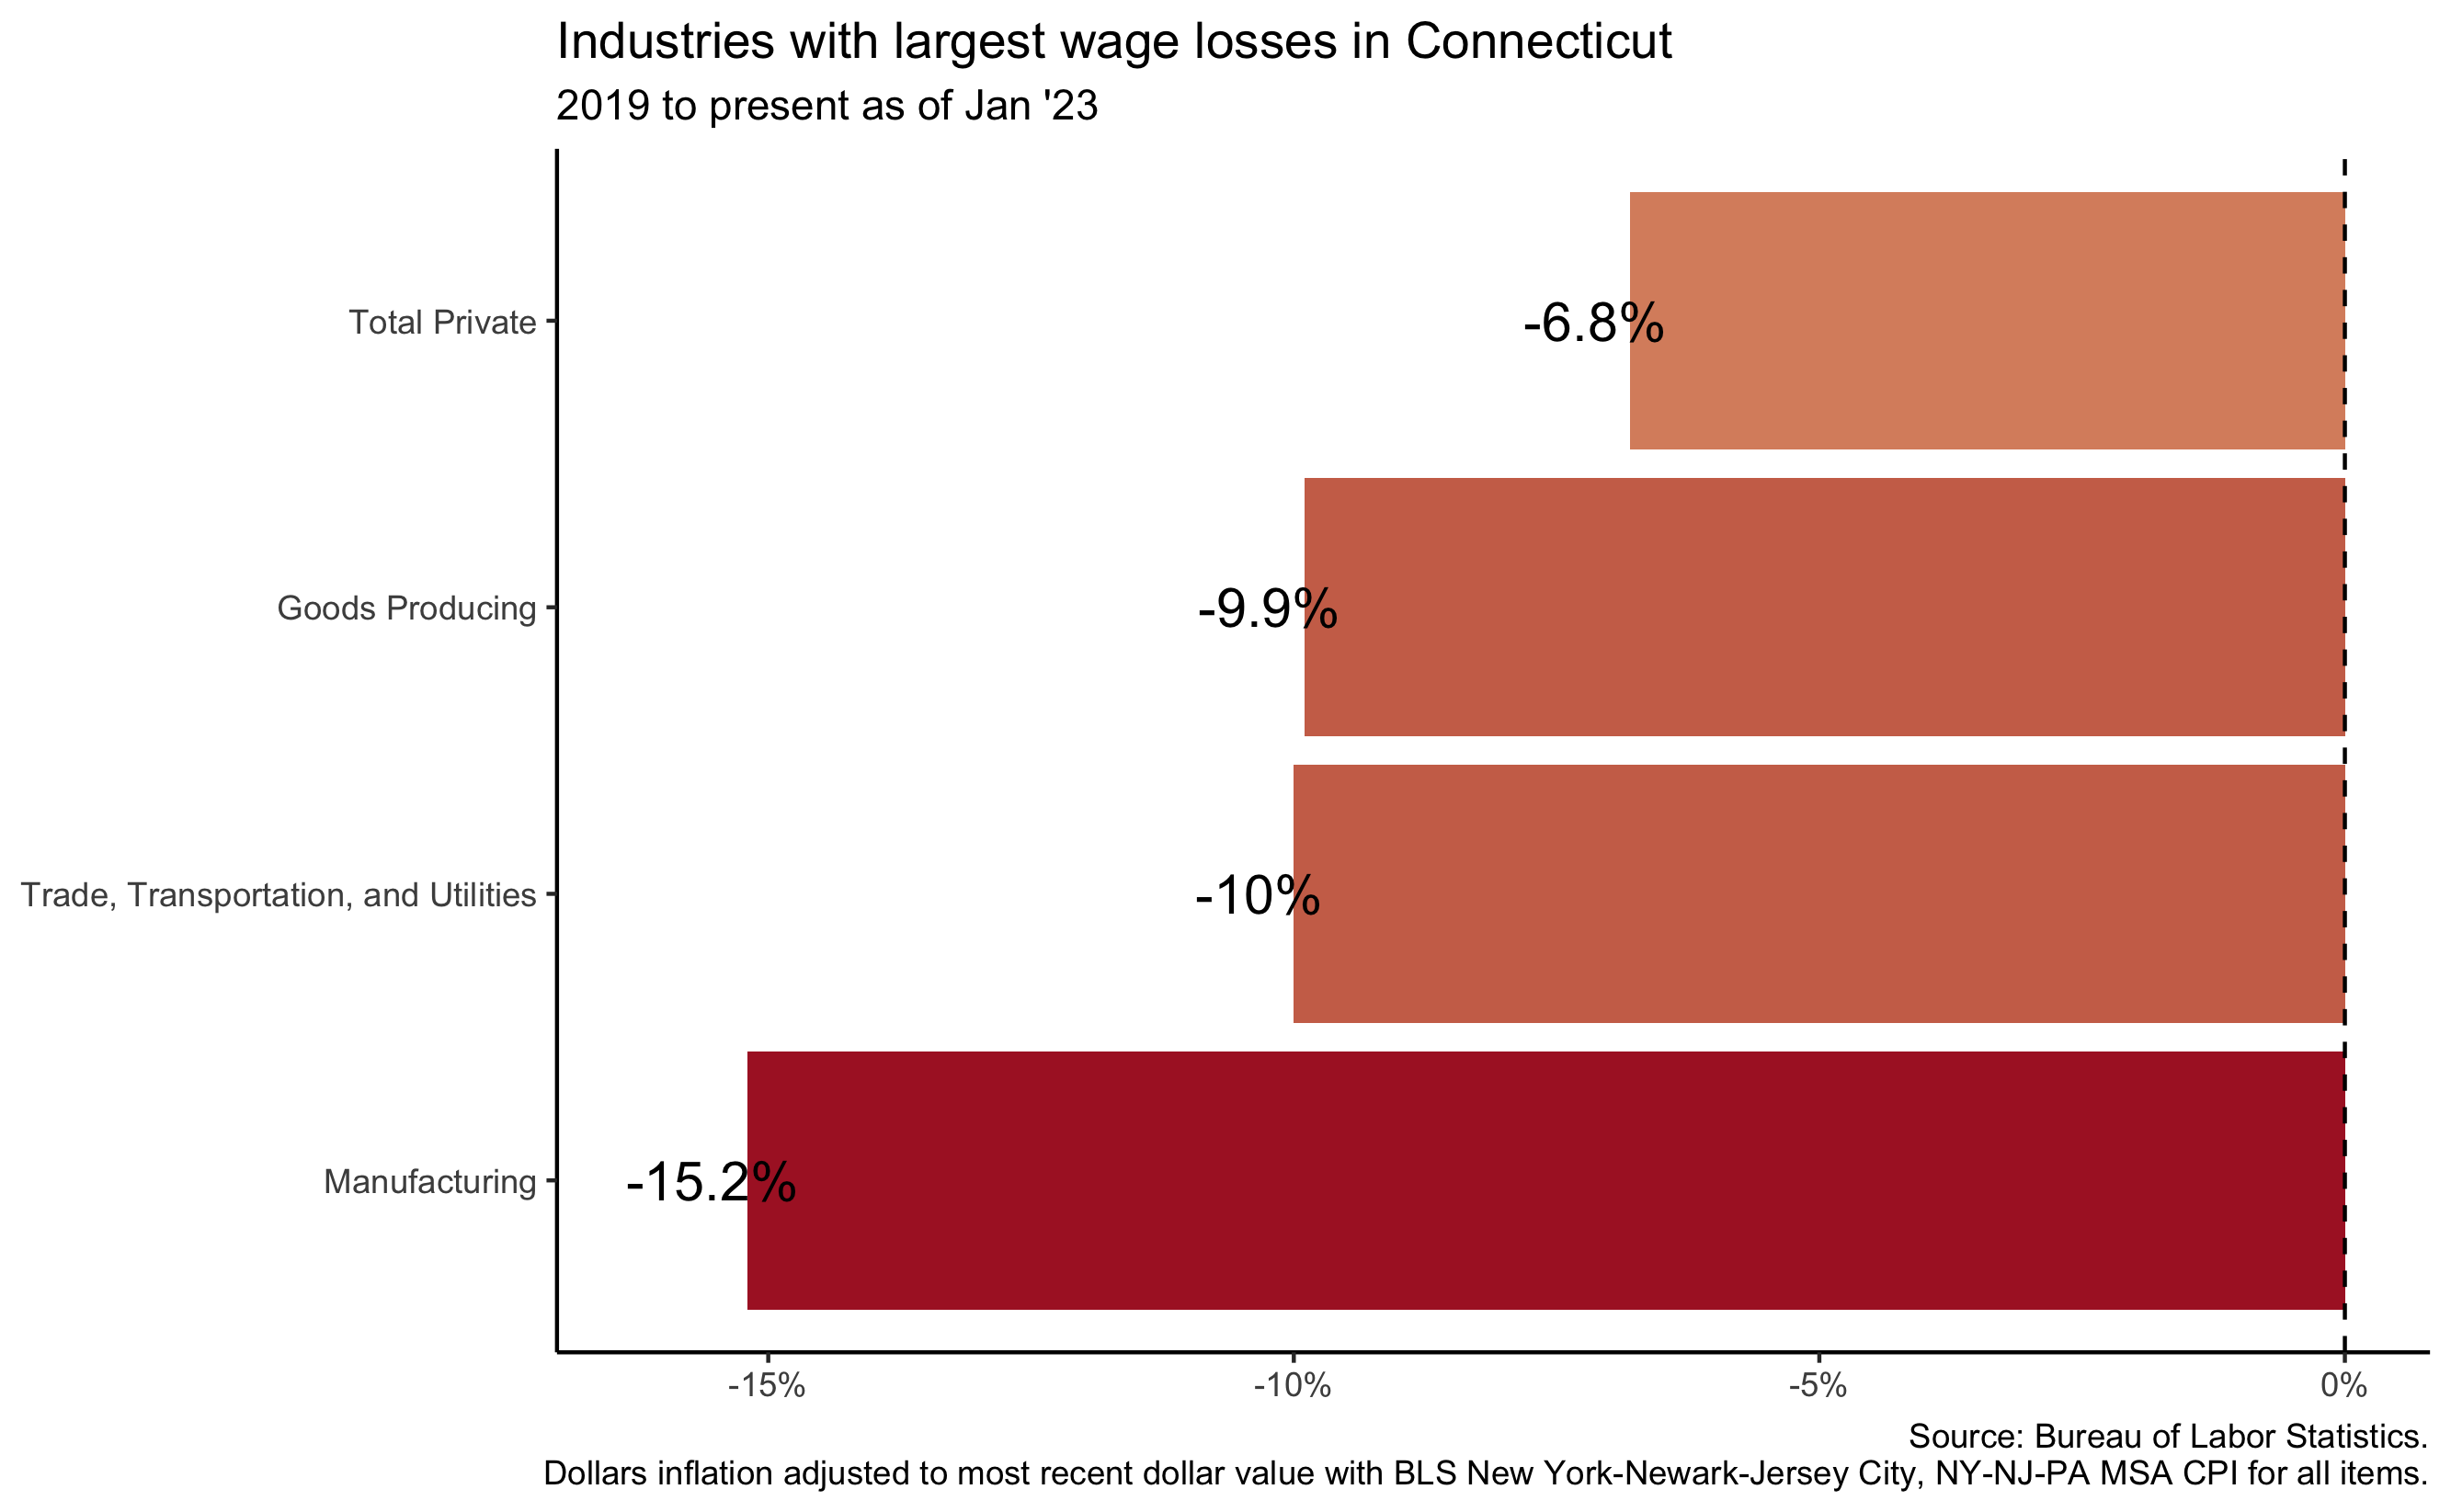 Industries with largest wage losses in Connecticut
2019 to present as of Jan '23
Total Private
-6.8%
Goods Producing
-9.9%
Trade, Transportation, and Utilities
-10%
Manufacturing
-15.2%
-15%
-10%
-5%
0%
Source: Bureau of Labor Statistics.
Dollars inflation adjusted to most recent dollar value with BLS New York-Newark-Jersey City, NY-NJ-PA MSA CPI for all items.